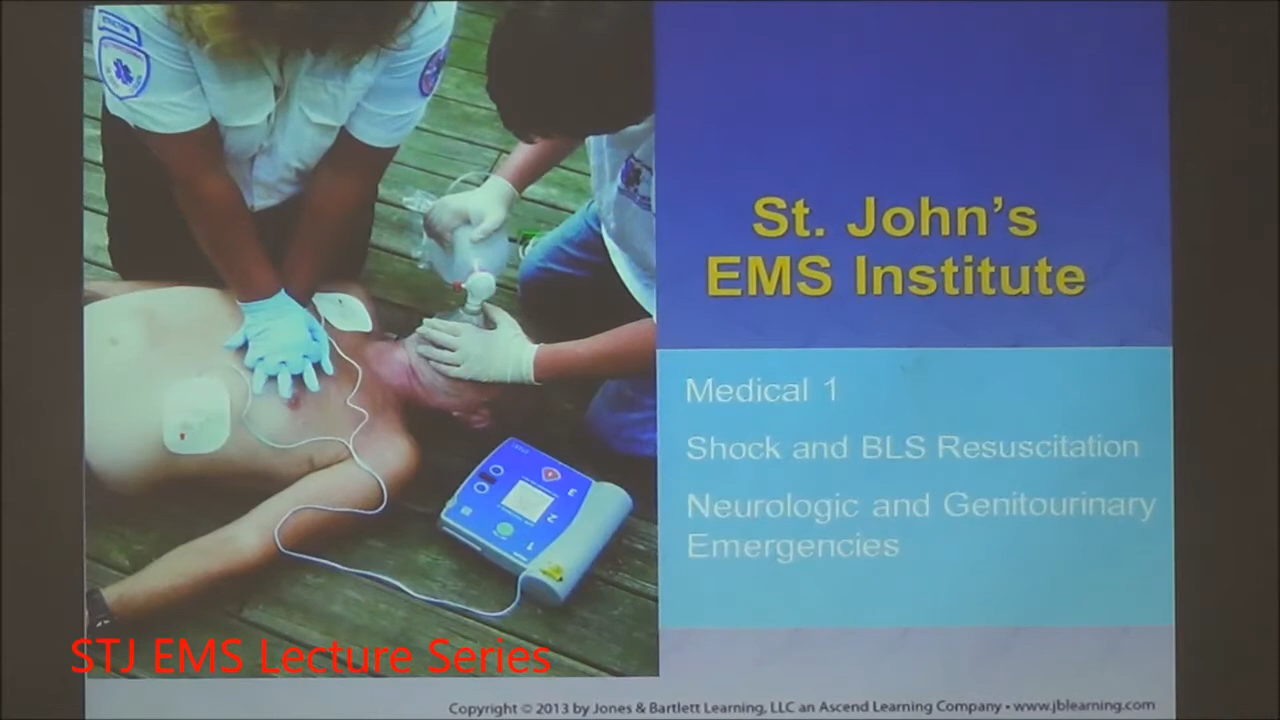 St. John's
EMS Institute
Medical 1
Shock and BLS Resuscitation
Neurologic and Genitourinary
Emergencies
STJ EMS Lecture Series
Copyright © 2013 by Jones & Bartlett Learning, LLC an Ascend Learning Company • www.jblearning.com